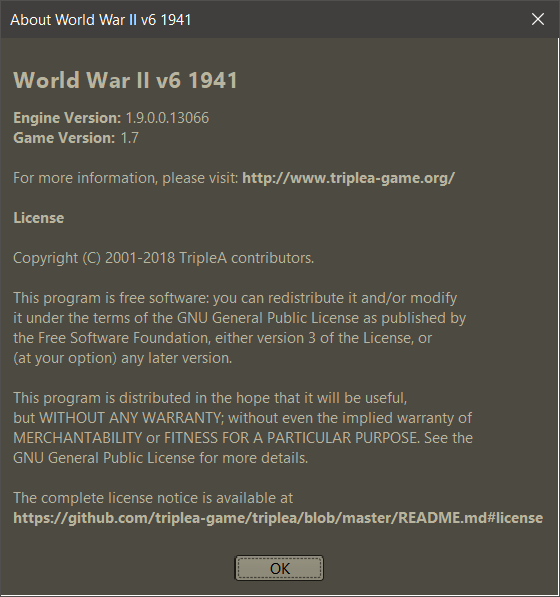 About World War II v6 1941
World War II v6 1941
Engine Version: 1.9.0.0.13066
Game Version: 1.7
For more information, please visit: http://www.triplea-game.org/
License
Copyright (C) 2001-2018 TripleA contributors.
This program is free software: you can redistribute it and/or modify
it under the terms of the GNU General Public License as published by
the Free Software Foundation, either version 3 of the License, or
(at your option) any later version.
This program is distributed in the hope that it will be useful,
but WITHOUT ANY WARRANTY; without even the implied warranty of
MERCHANTABILITY or FITNESS FOR A PARTICULAR PURPOSE. See the
GNU General Public License for more details.
The complete license notice is available at
https://github.com/triplea-game/triplea/blob/master/README.md#license
OK